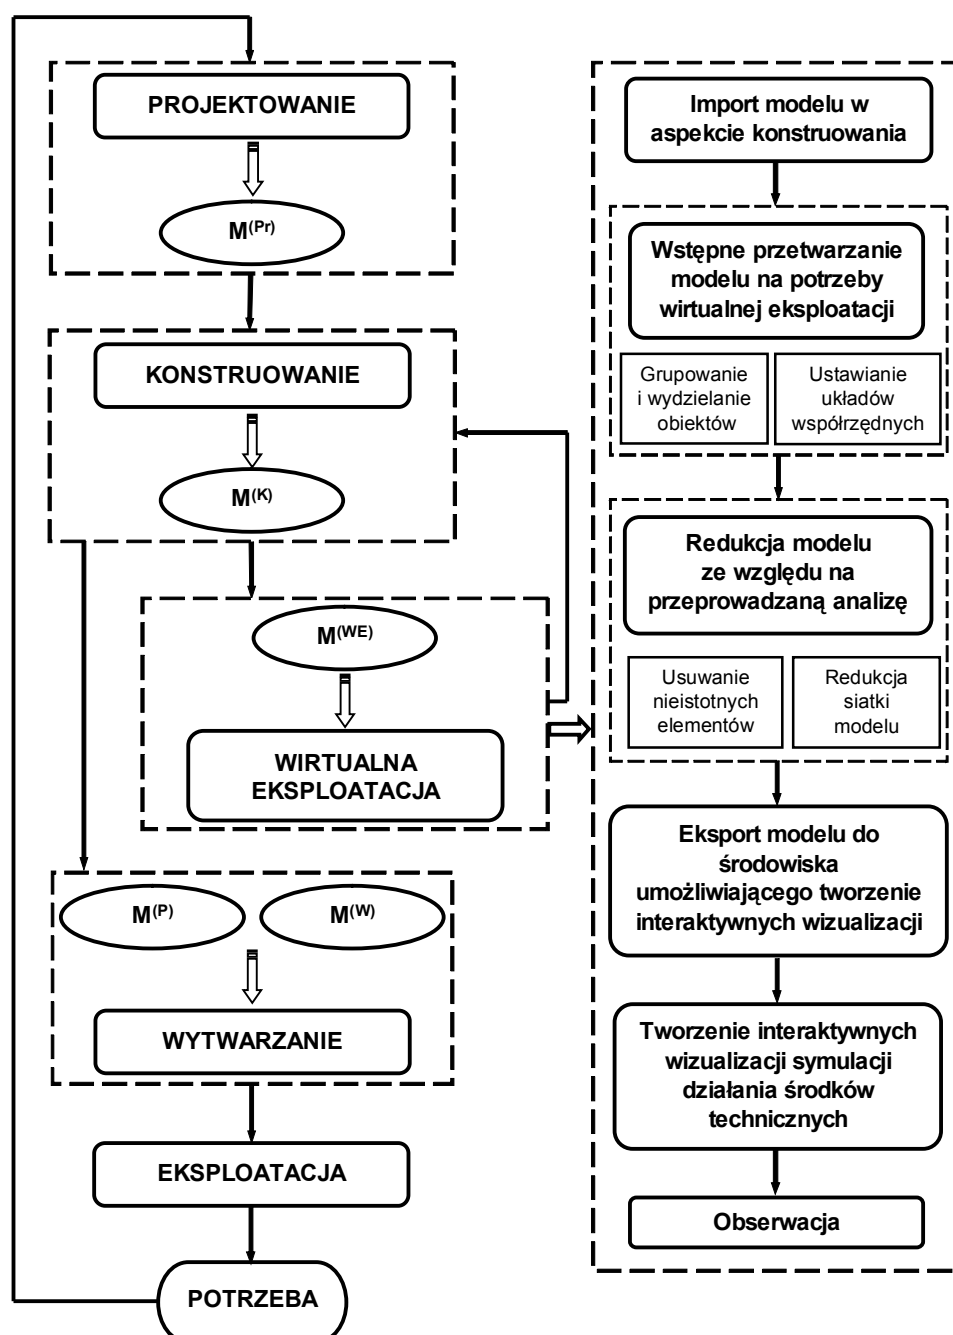 PROJEKTOWANIE
M(Pr)
KONSTRUOWANIE
M(K)
M(WE)
WIRTUALNA
EKSPLOATACJA
M(P)
M(W)
WYTWARZANIE
EKSPLOATACJA
POTRZEBA
Import modelu w
aspekcie konstruowania
Wstępne przetwarzanie
modelu na potrzeby
wirtualnej eksploatacji
Grupowanie
i wydzielanie
obiektów
Ustawianie
układów
współrzędnych
Redukcja modelu
ze względu na
przeprowadzaną analizę
Usuwanie
nieistotnych
elementów
Redukcja
siatki
modelu
Eksport modelu do
środowiska
umożliwiającego tworzenie
interaktywnych wizualizacji
Tworzenie interaktywnych
wizualizacji symulacji
działania środków
technicznych
Obserwacja